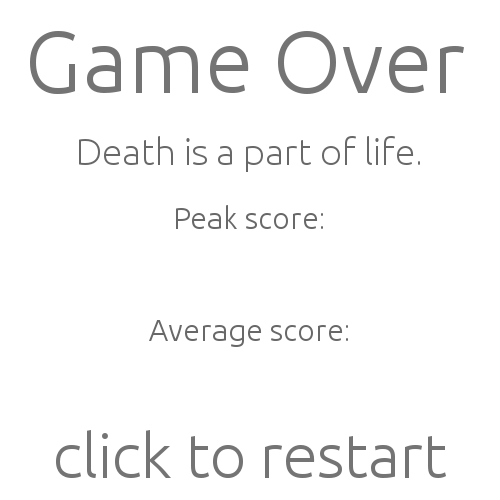 Game Over
Death is a part of life.
Peak score:
Average score:
click to restart